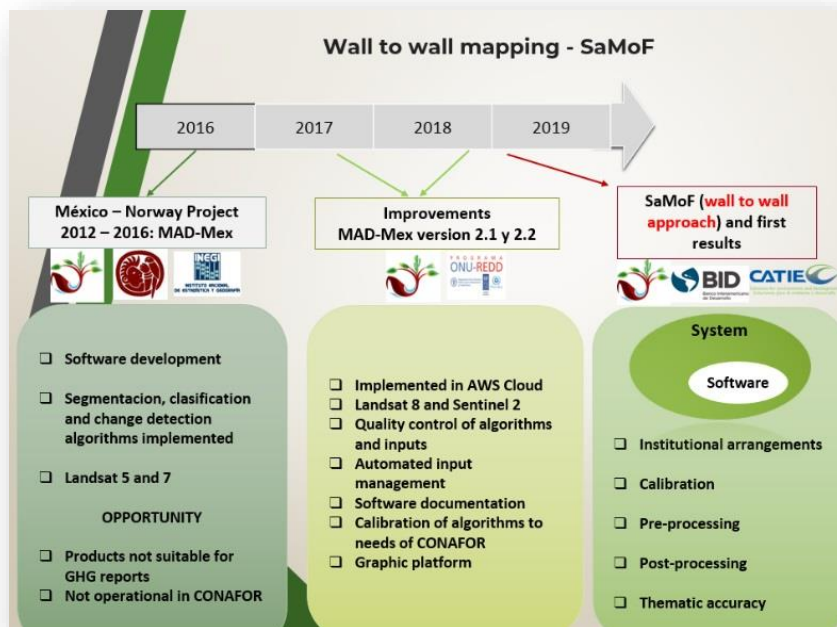 Wall to wall mapping - SaMoF
2016
2017
2018
2019
México – Norway Project
2012 – 2016: MAD-Mex
INEGI
INSTITUTO NACIONAL
DE ESTADÍSTICA Y GEOGRAFÍA
❑ Software development
❑ Segmentacion, clasification
and change detection
algorithms implemented
❑ Landsat 5 and 7
OPPORTUNITY
❑ Products not suitable for
GHG reports
❑ Not operational in CONAFOR
Improvements
MAD-Mex version 2.1 y 2.2
PROGRAMA
ONU-REDD
❑ Implemented in AWS Cloud
❑ Landsat 8 and Sentinel 2
❑ Quality control of algorithms
and inputs
❑ Automated input
management
❑ Software documentation
❑ Calibration of algorithms to
needs of CONAFOR
❑ Graphic platform
SaMoF (wall to wall
approach) and first
results
BID
Banco Interamericano
de Desarrollo
CATIE
System
Software
❑ Institutional arrangements
❑ Calibration
❑ Pre-processing
❑ Post-processing
❑ Thematic accuracy